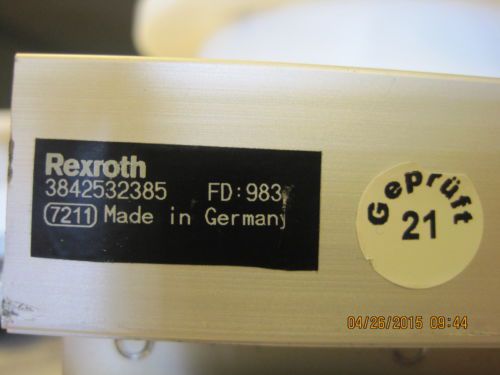 Rexroth
3842532385 FD:983
7211 Made in Germany
Geprüft
21
04/26/2015 09:44